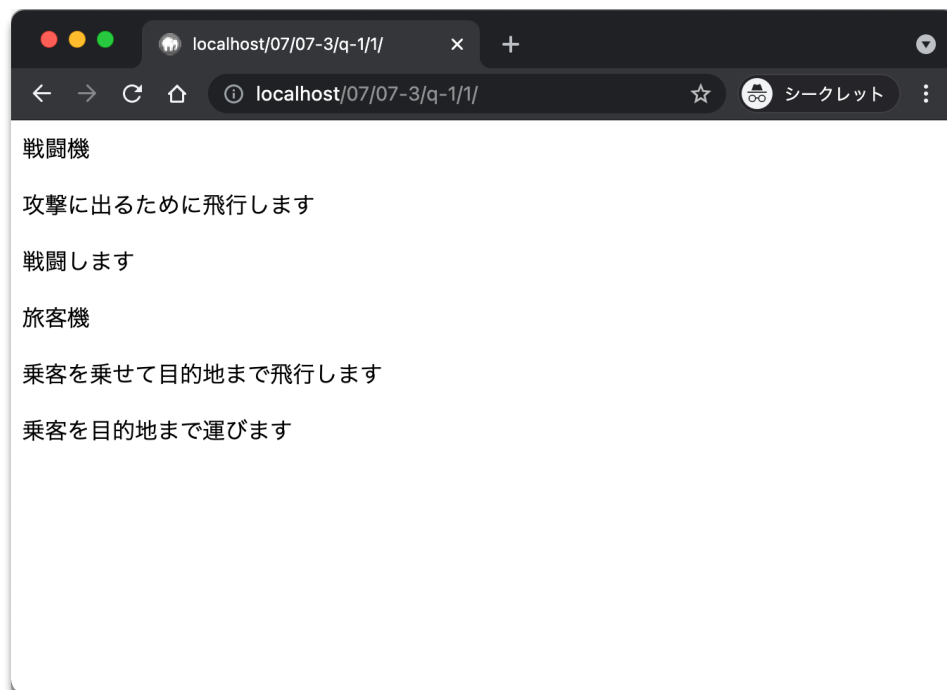 localhost/07/07-3/q-1/1/
localhost/07/07-3/q-1/1/ シークレット
戦闘機
攻撃に出るために飛行します
戦闘します
旅客機
乗客を乗せて目的地まで飛行します
乗客を目的地まで運びます